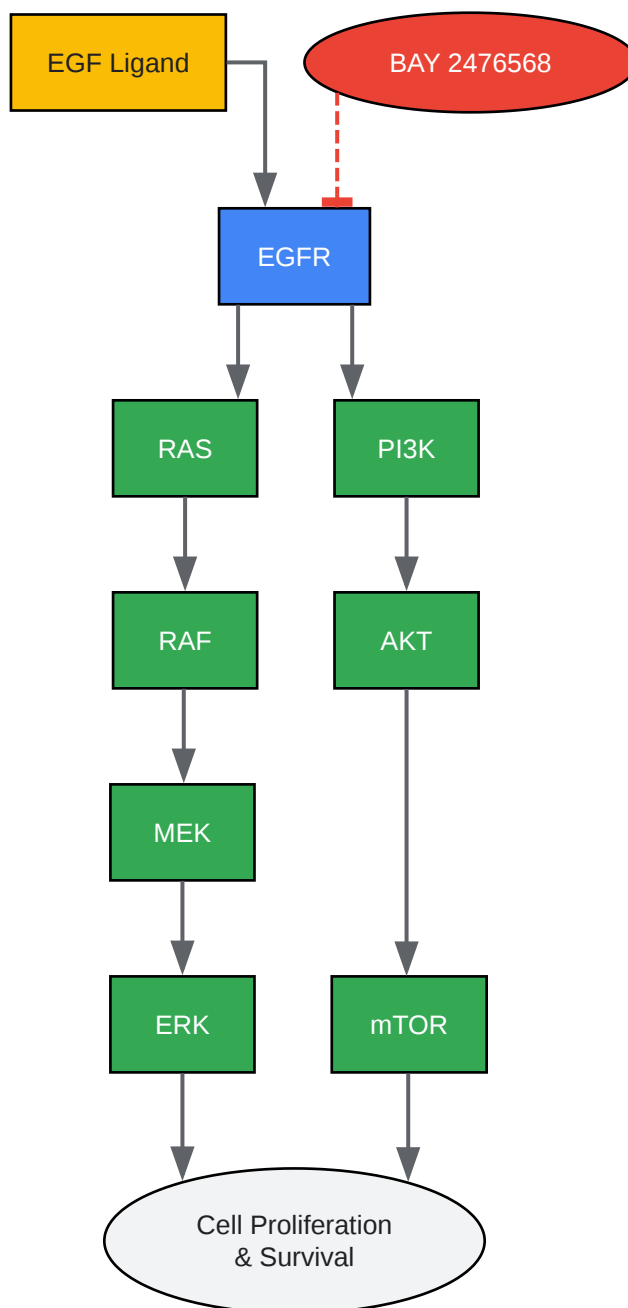 EGF Ligand
BAY 2476568
EGFR
RAS
PI3K
RAF
AKT
MEK
ERK
mTOR
Cell Proliferation
& Survival